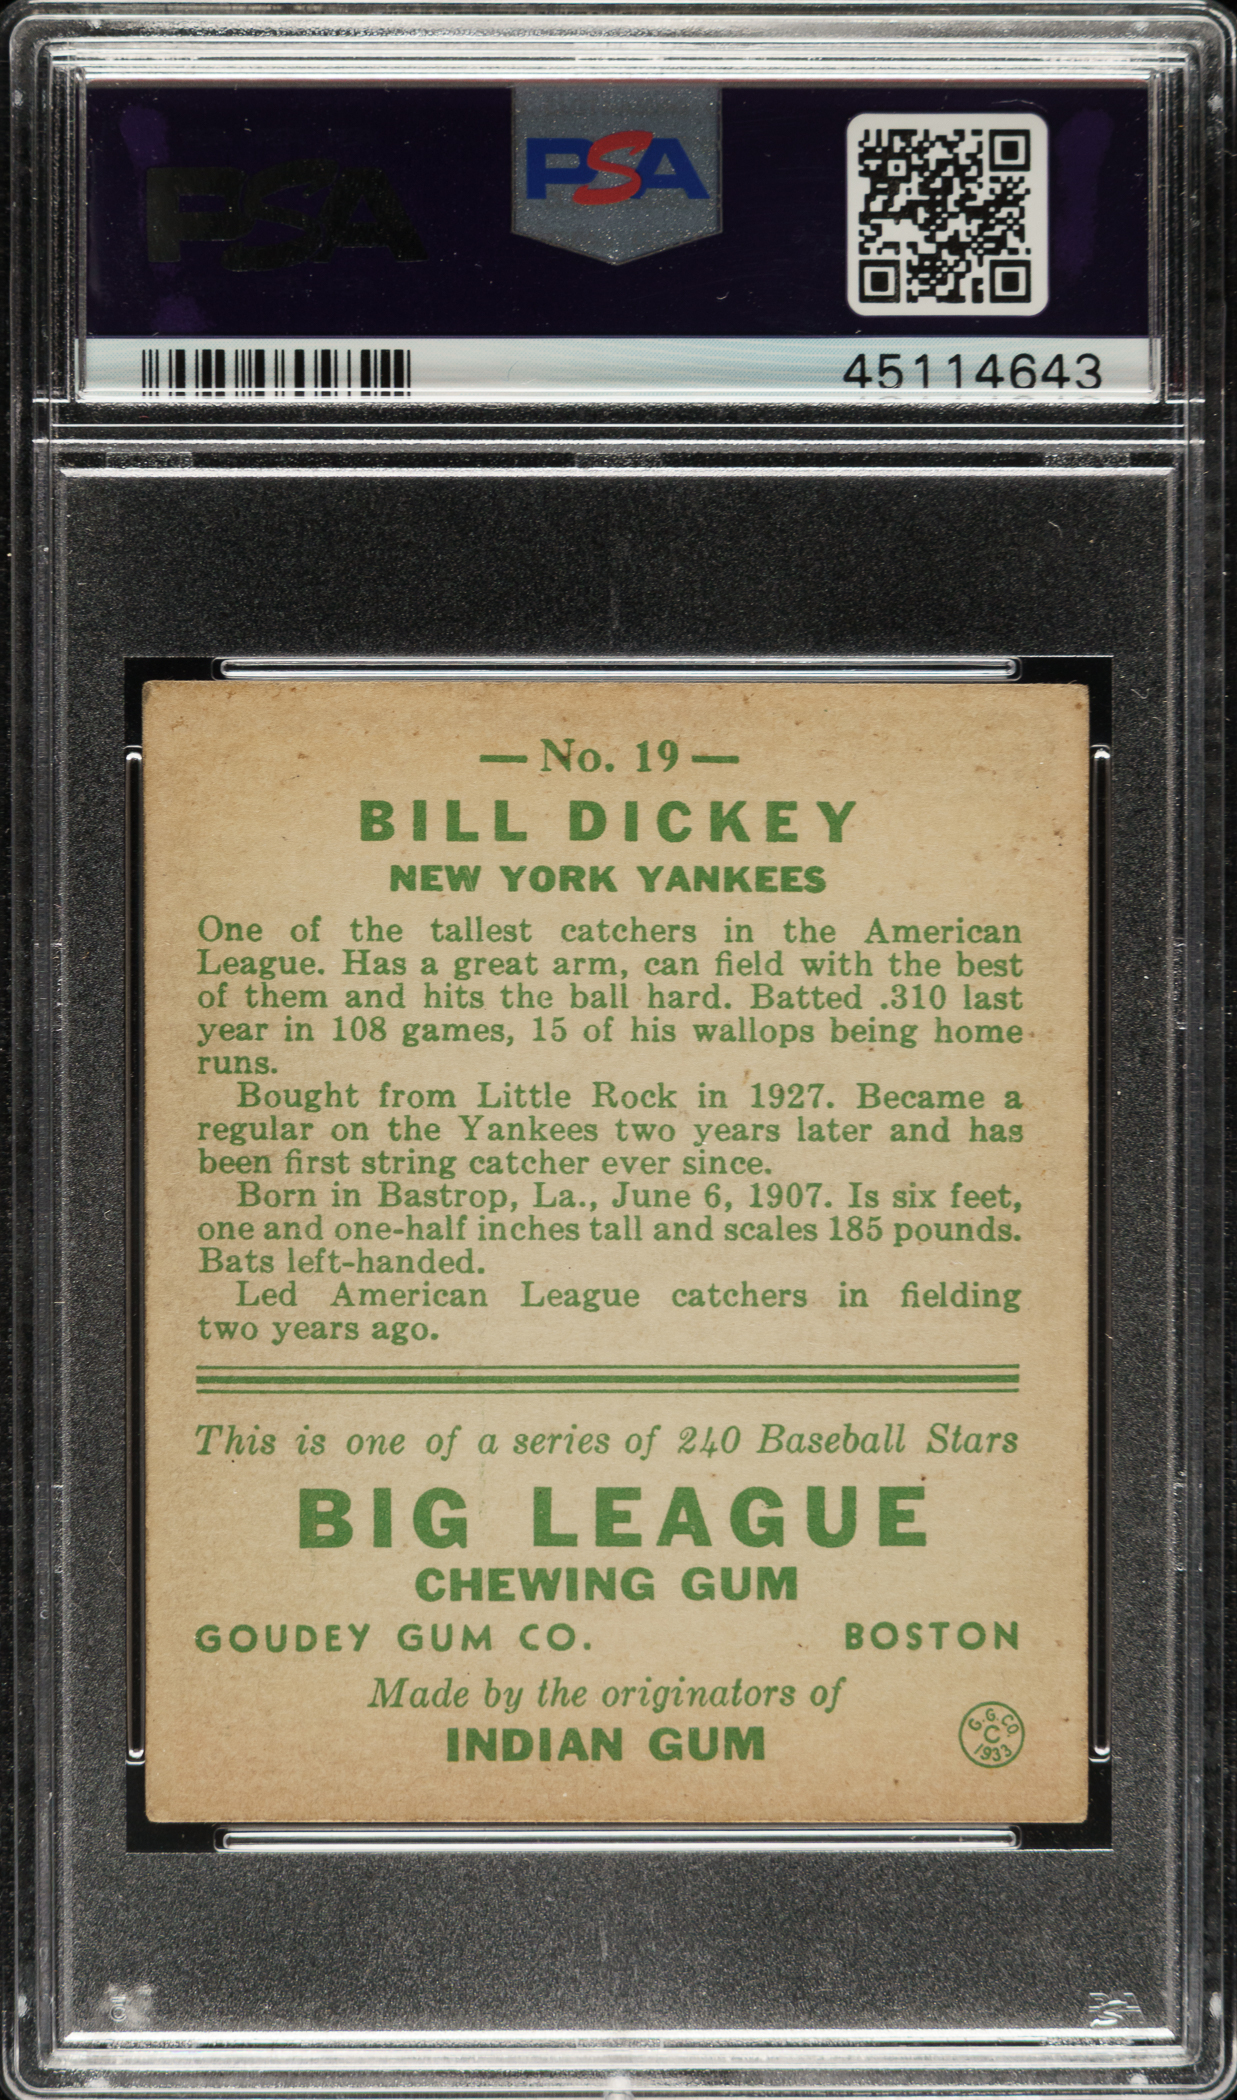 PSA
PSA
45114643
— No. 19 —
BILL DICKEY
NEW YORK YANKEES
One of the tallest catchers in the American
League. Has a great arm, can field with the best
of them and hits the ball hard. Batted .310 last
year in 108 games, 15 of his wallops being home
runs.
Bought from Little Rock in 1927. Became a
regular on the Yankees two years later and has
been first string catcher ever since.
Born in Bastrop, La., June 6, 1907. Is six feet,
one and one-half inches tall and scales 185 pounds.
Bats left-handed.
Led American League catchers in fielding
two years ago.
This is one of a series of 240 Baseball Stars
BIG LEAGUE
CHEWING GUM
GOUDEY GUM CO. BOSTON
Made by the originators of
INDIAN GUM
G.G.CO.
C
1933
PSA